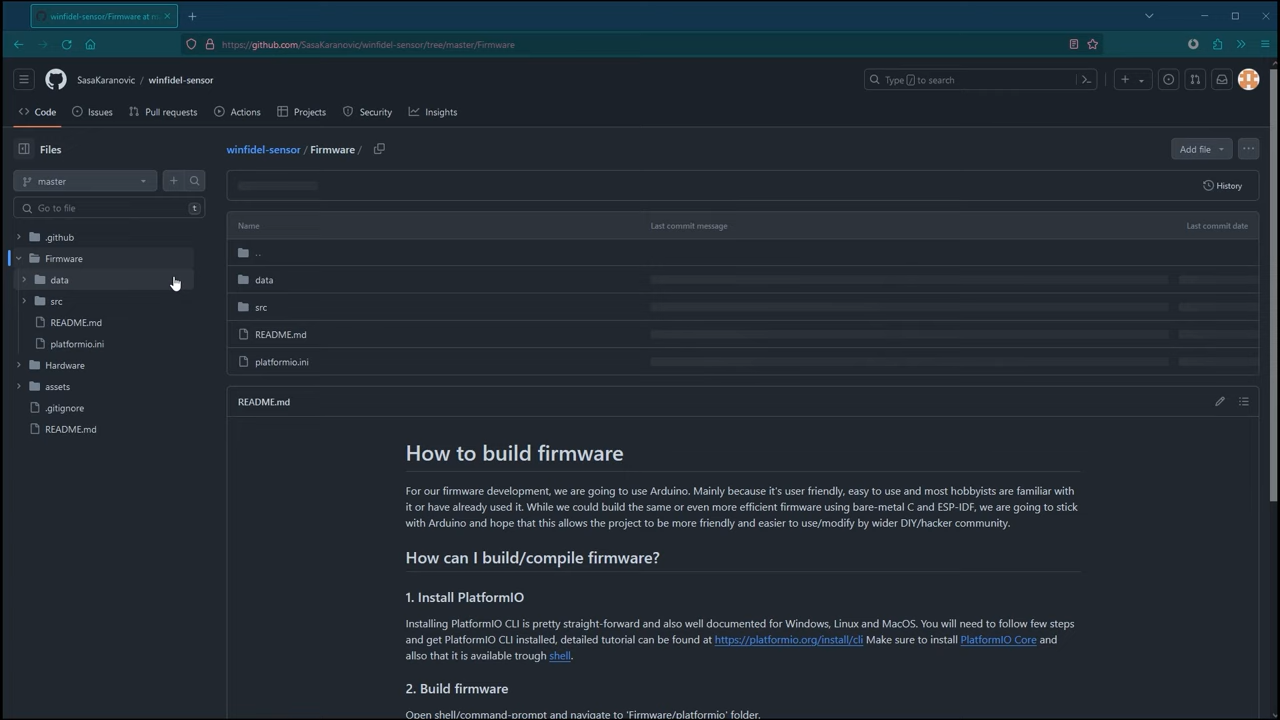 winfidel-sensor/Firmware at m
https://github.com/SasaKaranovic/winfidel-sensor/tree/master/Firmware
SasaKaranovic / winfidel-sensor
Type / to search
Code
Issues
Pull requests
Actions
Projects
Security
Insights
Files
winfidel-sensor / Firmware /
Add file
master
History
Go to file
t
Name
Last commit message
Last commit date
.github
..
Firmware
data
data
src
src
README.md
README.md
platformio.ini
platformio.ini
Hardware
assets
.gitignore
README.md
README.md
How to build firmware
For our firmware development, we are going to use Arduino. Mainly because it's user friendly, easy to use and most hobbyists are familiar with
it or have already used it. While we could build the same or even more efficient firmware using bare-metal C and ESP-IDF, we are going to stick
with Arduino and hope that this allows the project to be more friendly and easier to use/modify by wider DIY/hacker community.
How can I build/compile firmware?
1. Install PlatformIO
Installing PlatformIO CLI is pretty straight-forward and also well documented for Windows, Linux and MacOS. You will need to follow few steps
and get PlatformIO CLI installed, detailed tutorial can be found at https://platformio.org/install/cli Make sure to install PlatformIO Core and
also that it is available trough shell.
2. Build firmware
Open shell/command-prompt and navigate to 'Firmware/platformio' folder.